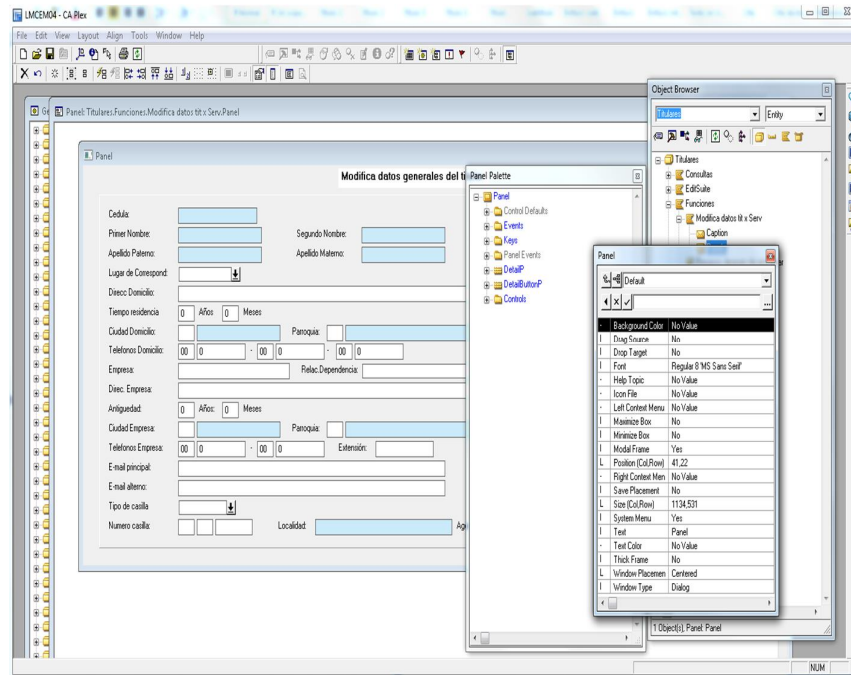 LMCEM04 - CA Plex
File Edit View Layout Align Tools Window Help
Object Browser
Panel: Titulares.Funciones.Modifica datos tit x Serv.Panel
Titulares
Entity
Panel
Modifica datos generales del ti
Panel Palette
Panel
Control Defaults
Events
Keys
Panel Events
DetailP
DetailButtonP
Controls
Titulares
Consultas
EditSuite
Funciones
Modifica datos tit x Serv
Caption
Cedula:
Primer Nombre:
Segundo Nombre:
Apellido Paterno:
Apellido Materno:
Lugar de Correspond:
Direcc Domicilio:
Tiempo residencia
0 Años 0 Meses
Ciudad Domicilio:
Parroquia:
Telefonos Domicilio:
00 0 - 00 0 - 00 0
Empresa:
Relac.Dependencia:
Direc. Empresa:
Antiguedad:
0 Años: 0 Meses
Ciudad Empresa:
Parroquia:
Telefonos Empresa:
00 0 - 00 0
Extensión:
E-mail principal:
E-mail alterno:
Tipo de casilla
Numero casilla:
Localidad:
Panel
Default
Background Color No Value
Drag Source No
Drop Target No
Font Regular 8 'MS Sans Serif'
Help Topic No Value
Icon File No Value
Left Context Menu No Value
Maximize Box No
Minimize Box No
Modal Frame Yes
Position (Col,Row) 41,22
Right Context Men No Value
Save Placement No
Size (Col,Row) 1134,531
System Menu Yes
Text Panel
Text Color No Value
Thick Frame No
Window Placemen Centered
Window Type Dialog
1 Object(s), Panel: Panel
NUM